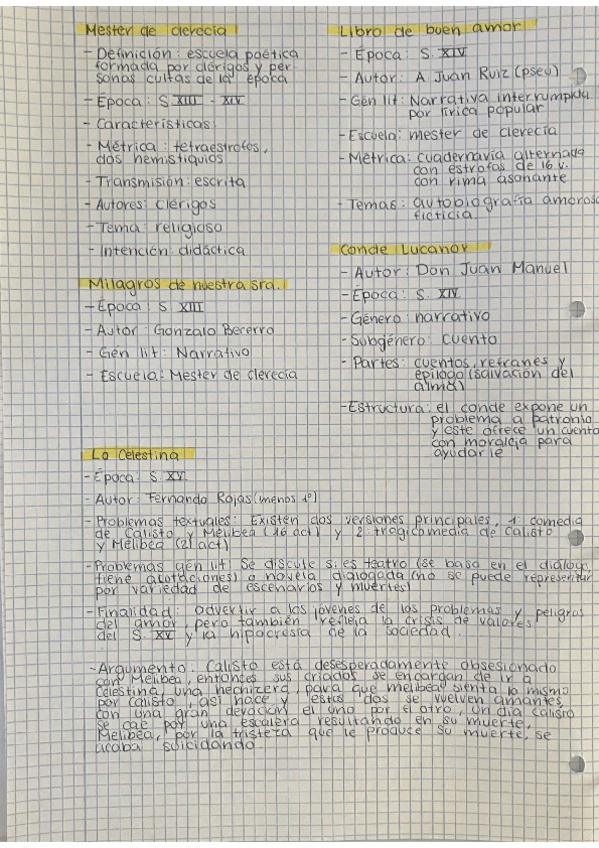 Mester de clerecía
- Definición: escuela poética
formada por clérigos y per-
sonas cultas de la época
- Época: S. XIII - XIV
- Características:
- Métrica: tetraestrofos,
dos hemistiquios
- Transmisión: escrita
- Autores: clérigos
- Tema: religioso
- Intención: didáctica
Milagros de nuestra sra.
- Época: S. XIII
- Autor: Gonzalo Becerro
- Gén lit: Narrativo
- Escuela: Mester de clerecía
Libro de buen amor
- Época: S. XIV
- Autor: A. Juan Ruiz (pseu)
- Gén lit: Narrativa interrumpida
por lírica popular
- Escuela: mester de clerecía
- Métrica: cuadernavía alternada
con estrofas de 16 v.
con rima asonante
- Temas: autobiografía amorosa
ficticia.
Conde Lucanor
- Autor: Don Juan Manuel
- Época: S. XIV
- Género: narrativo
- Subgénero: cuento
- Partes: cuentos, refranes y
epílogo (salvación del
alma)
- Estructura: el conde expone un
problema a patronio
y este ofrece un cuento
con moraleja para
ayudarle
La Celestina
- Época: S. XV.
- Autor: Fernando Rojas (menos 1º)
- Problemas textuales: Existen dos versiones principales, 1: comedia
de Calisto y Melibea (16 act) y 2 tragicomedia de Calisto
y Melibea (21 act)
- Problemas gén lit: Se discute si es teatro (se basa en el diálogo,
tiene acotaciones) o novela dialogada (no se puede representar
por variedad de escenarios y muertes)
- Finalidad: advertir a los jóvenes de los problemas y peligros
del amor, pero también refleja la crisis de valores
del S. XV y la hipocresía de la sociedad.
- Argumento: Calisto está desesperadamente obsesionado
con Melibea, entonces sus criados se encargan de ir a
Celestina, una hechizera, para que melibea sienta lo mismo
por calisto, así hace y estos dos se vuelven amantes
con una gran devoción el uno por el otro, un día calisto
se cae por una escalera resultando en su muerte,
Melibea, por la tristeza que le produce su muerte, se
acaba suicidando.